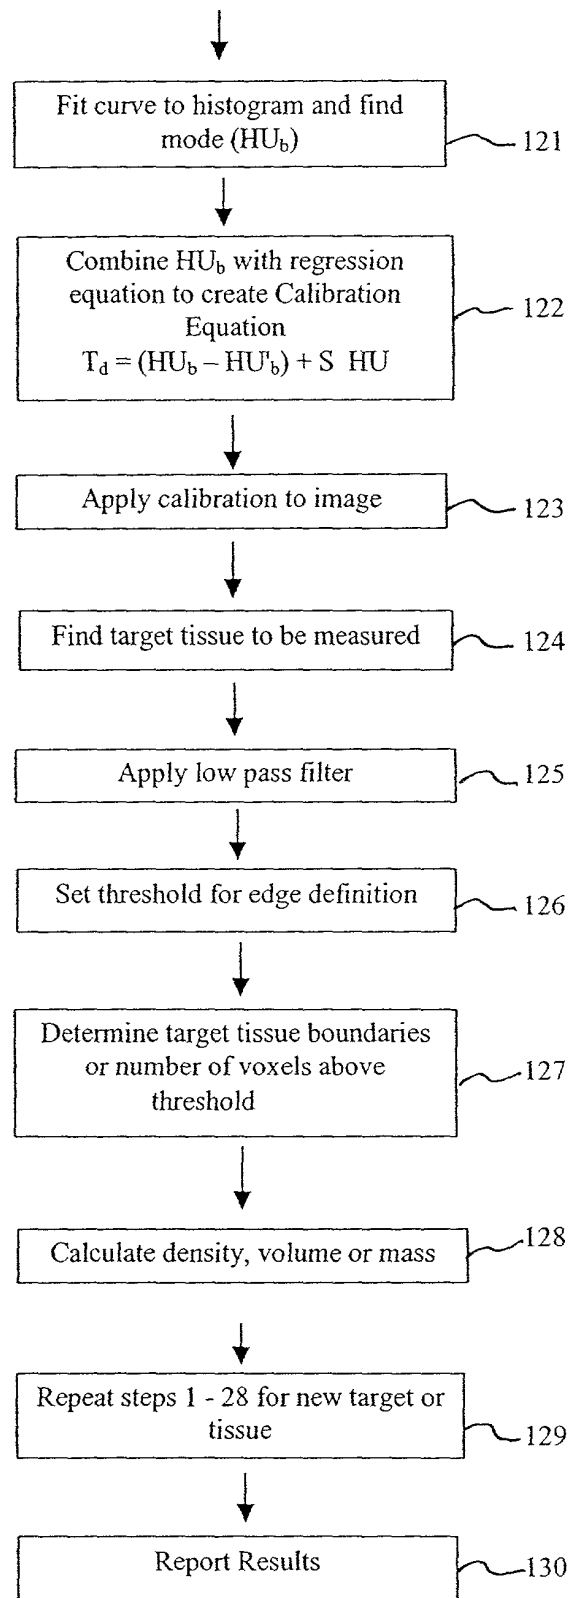 Fit curve to histogram and find
mode (HU_b)
121
Combine HU_b with regression
equation to create Calibration
Equation
T_d = (HU_b – HU'_b) + S HU
122
Apply calibration to image
123
Find target tissue to be measured
124
Apply low pass filter
125
Set threshold for edge definition
126
Determine target tissue boundaries
or number of voxels above
threshold
127
Calculate density, volume or mass
128
Repeat steps 1 - 28 for new target or
tissue
129
Report Results
130